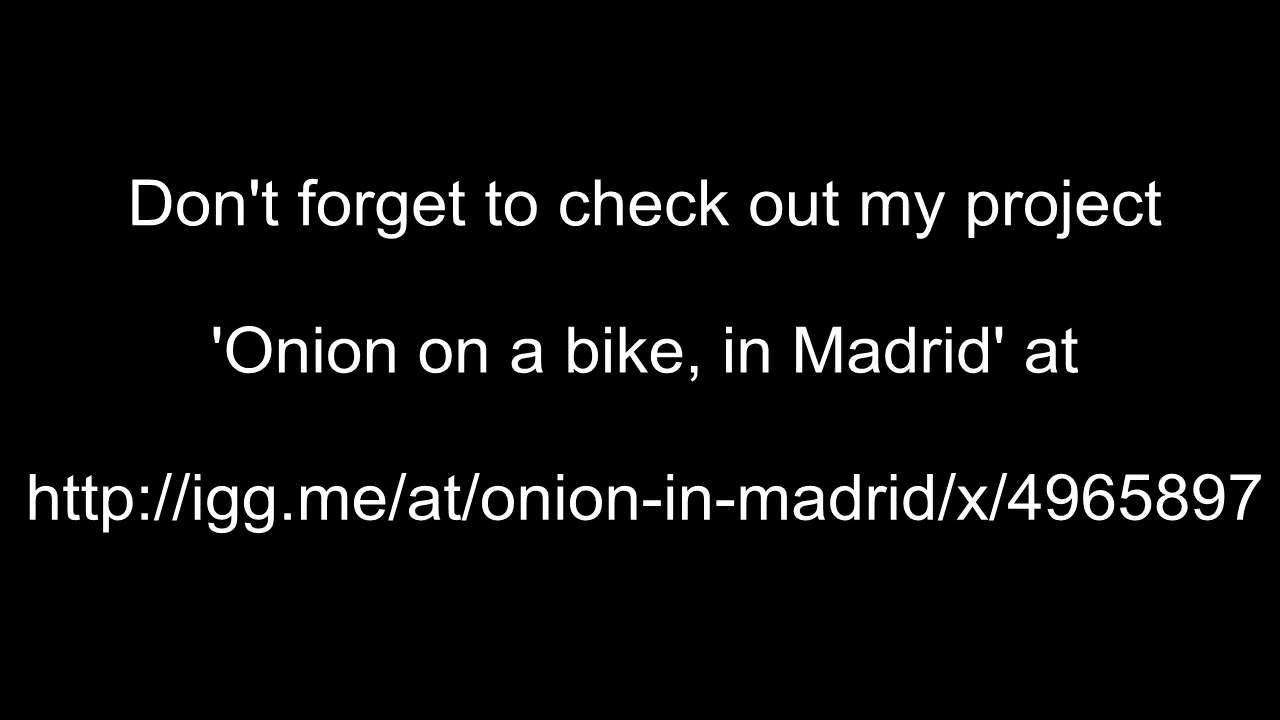 Don't forget to check out my project
'Onion on a bike, in Madrid' at
http://igg.me/at/onion-in-madrid/x/4965897